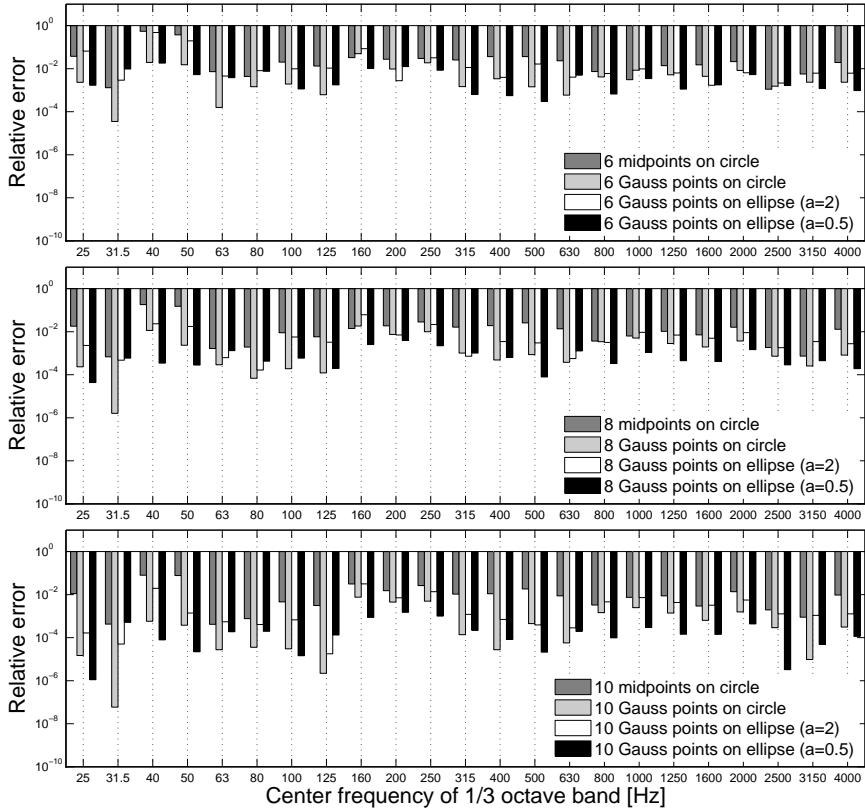 Relative error
10^0
10^−2
10^−4
10^−6
10^−8
10^−10
6 midpoints on circle
6 Gauss points on circle
6 Gauss points on ellipse (a=2)
6 Gauss points on ellipse (a=0.5)
25 31.5 40 50 63 80 100 125 160 200 250 315 400 500 630 800 1000 1250 1600 2000 2500 3150 4000
Relative error
10^0
10^−2
10^−4
10^−6
10^−8
10^−10
8 midpoints on circle
8 Gauss points on circle
8 Gauss points on ellipse (a=2)
8 Gauss points on ellipse (a=0.5)
25 31.5 40 50 63 80 100 125 160 200 250 315 400 500 630 800 1000 1250 1600 2000 2500 3150 4000
Relative error
10^0
10^−2
10^−4
10^−6
10^−8
10^−10
10 midpoints on circle
10 Gauss points on circle
10 Gauss points on ellipse (a=2)
10 Gauss points on ellipse (a=0.5)
25 31.5 40 50 63 80 100 125 160 200 250 315 400 500 630 800 1000 1250 1600 2000 2500 3150 4000
Center frequency of 1/3 octave band [Hz]